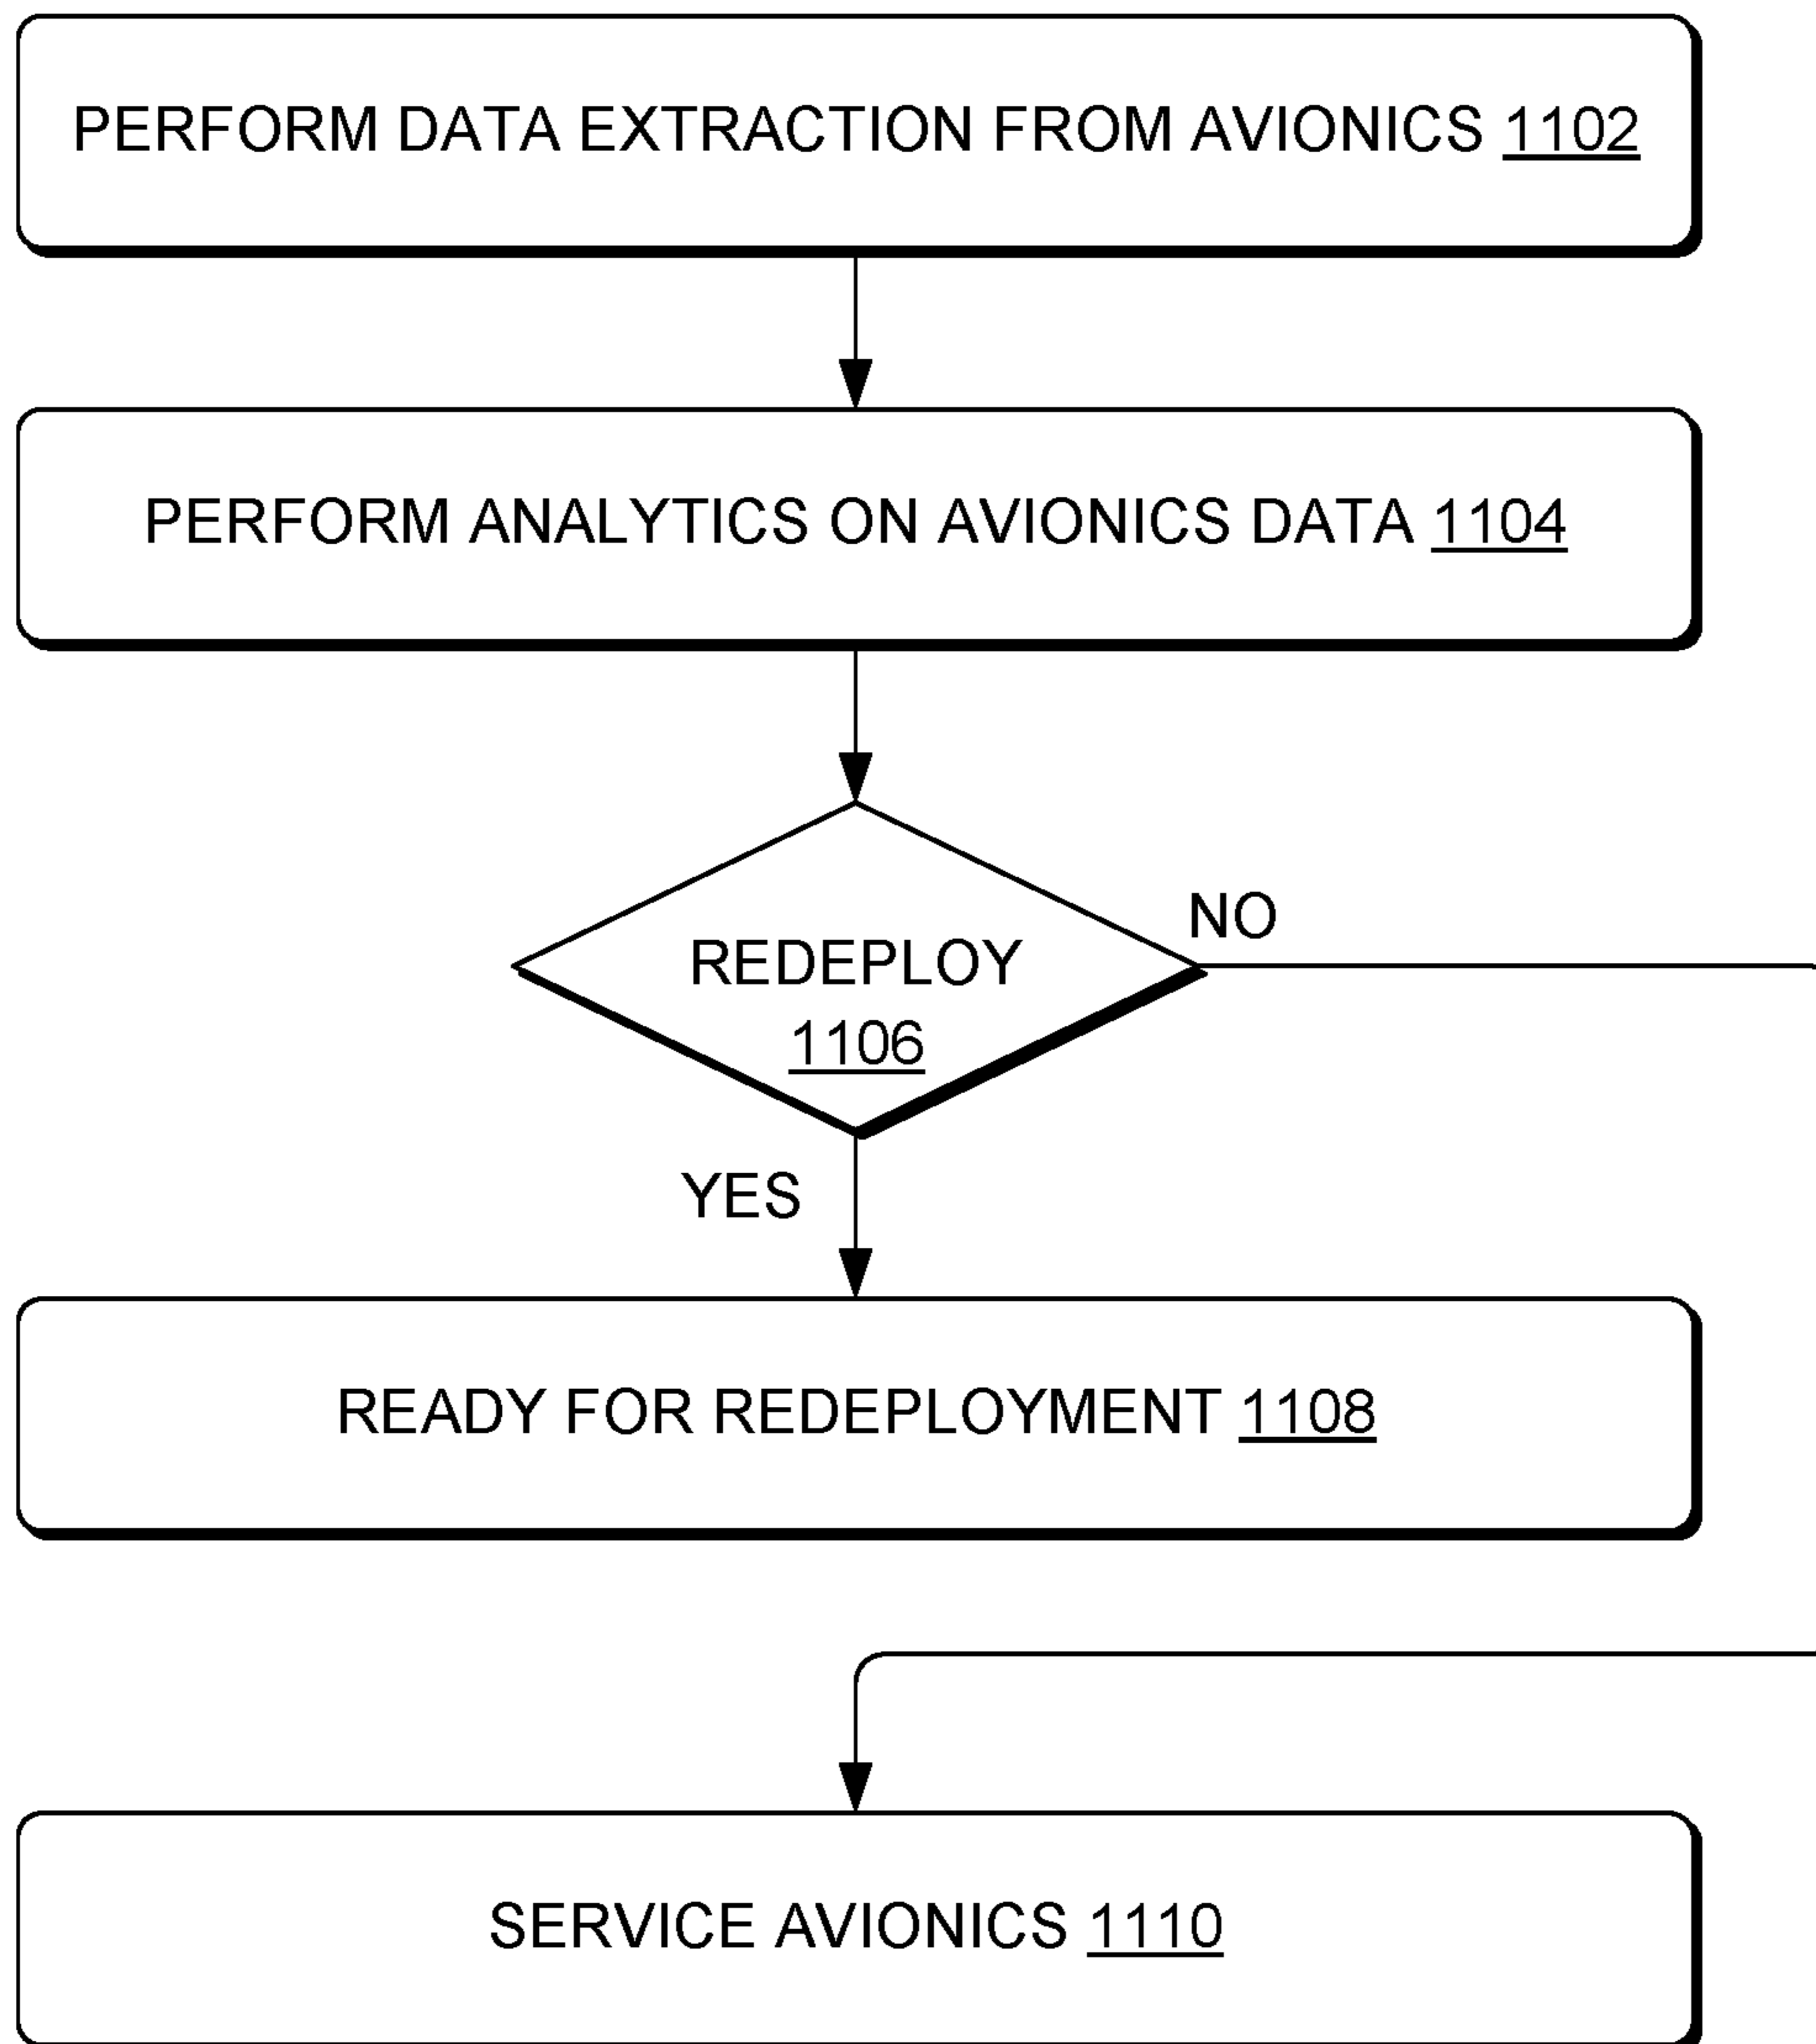 PERFORM DATA EXTRACTION FROM AVIONICS 1102
PERFORM ANALYTICS ON AVIONICS DATA 1104
NO
REDEPLOY
1106
YES
READY FOR REDEPLOYMENT 1108
SERVICE AVIONICS 1110